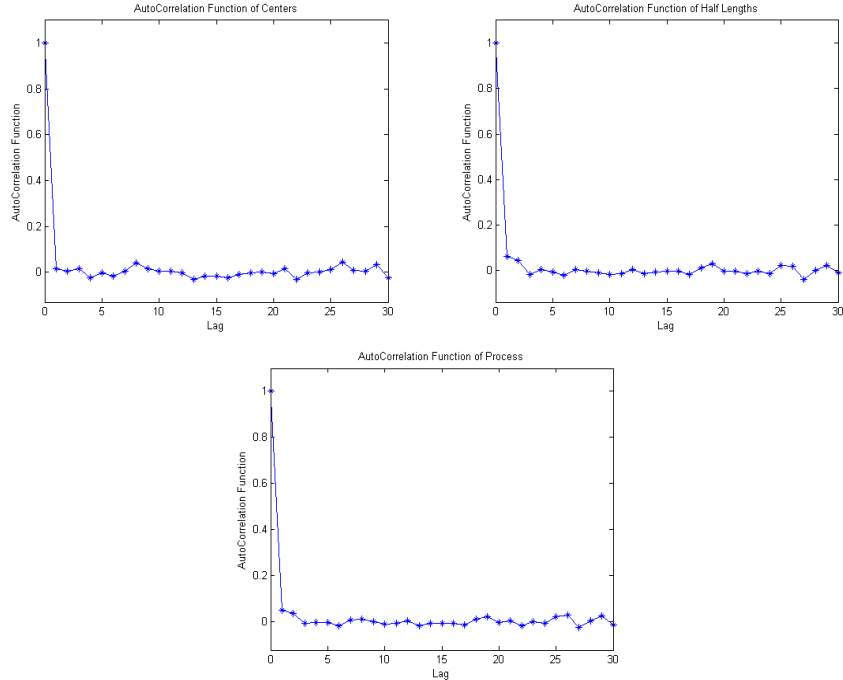 AutoCorrelation Function of Centers
AutoCorrelation Function
1
0.8
0.6
0.4
0.2
0
0 5 10 15 20 25 30
Lag
AutoCorrelation Function of Half Lengths
AutoCorrelation Function
1
0.8
0.6
0.4
0.2
0
0 5 10 15 20 25 30
Lag
AutoCorrelation Function of Process
AutoCorrelation Function
1
0.8
0.6
0.4
0.2
0
0 5 10 15 20 25 30
Lag